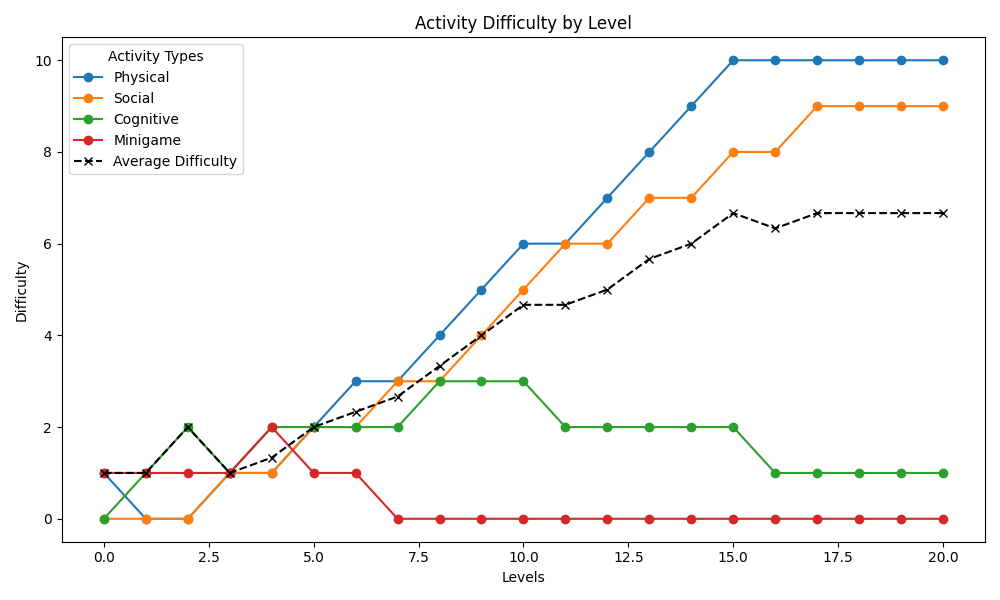 Activity Difficulty by Level
Activity Types
Physical
Social
Cognitive
Minigame
Average Difficulty
Difficulty
10
8
6
4
2
0
0.0 2.5 5.0 7.5 10.0 12.5 15.0 17.5 20.0
Levels